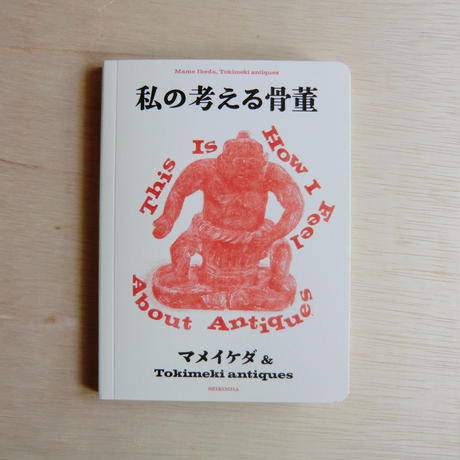 Mame Ikeda, Tokimeki antiques
私の考える骨董
This Is How I Feel
About Antiques
マメイケダ &
Tokimeki antiques
SEIKOSHA